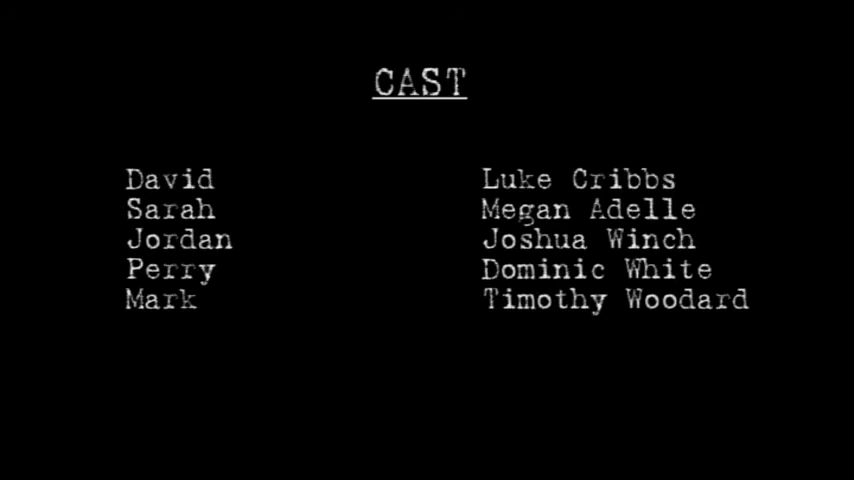 CAST
David Luke Cribbs
Sarah Megan Adelle
Jordan Joshua Winch
Perry Dominic White
Mark Timothy Woodard